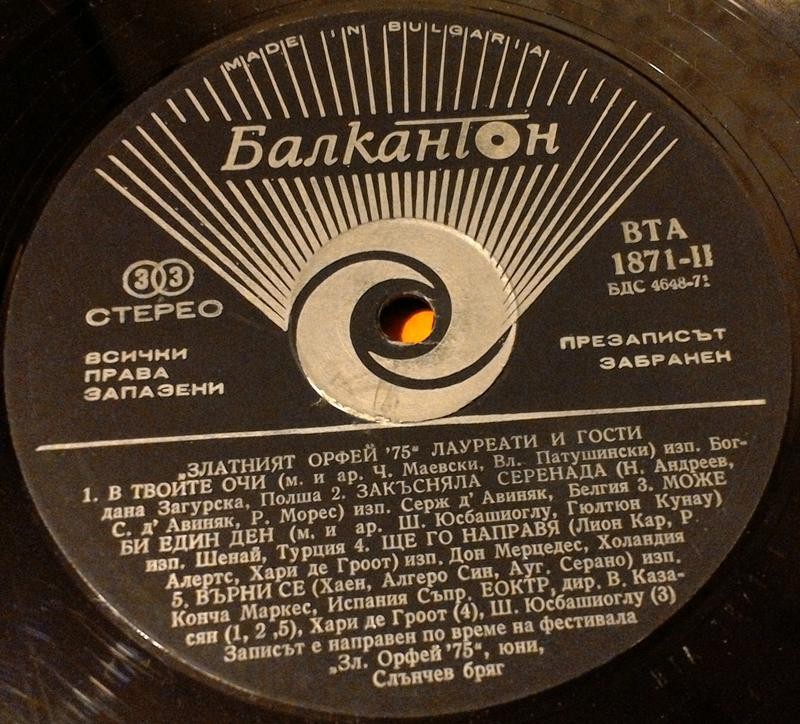 MADE IN BULGARIA
Балкантон
33
СТЕРЕО
ВТА
1871-II
БДС 4648-71
ВСИЧКИ
ПРАВА
ЗАПАЗЕНИ
ПРЕЗАПИСЪТ
ЗАБРАНЕН
„ЗЛАТНИЯТ ОРФЕЙ '75“ ЛАУРЕАТИ И ГОСТИ
1. В ТВОИТЕ ОЧИ (м. и ар. Ч. Маевски, Вл. Патушински) изп. Бог-
дана Загурска, Полша 2. ЗАКЪСНЯЛА СЕРЕНАДА (Н. Андреев,
С. д' Авиняк, Р. Морес) изп. Серж д' Авиняк, Белгия 3. МОЖЕ
БИ ЕДИН ДЕН (м. и ар. Ш. Юсбашиоглу, Гюлтюн Кунау)
изп. Шенай, Турция 4. ЩЕ ГО НАПРАВЯ (Лион Кар, Р
Алертс, Хари де Гроот) изп. Дон Мерцедес, Холандия
5. ВЪРНИ СЕ (Хаен, Алгеро Син, Ауг. Серано) изп.
Конча Маркес, Испания Съпр. ЕОКТР, дир. В. Каза-
сян (1, 2 ,5), Хари де Гроот (4), Ш. Юсбашиоглу (3)
Записът е направен по време на фестивала
„Зл. Орфей '75“, юни,
Слънчев бряг